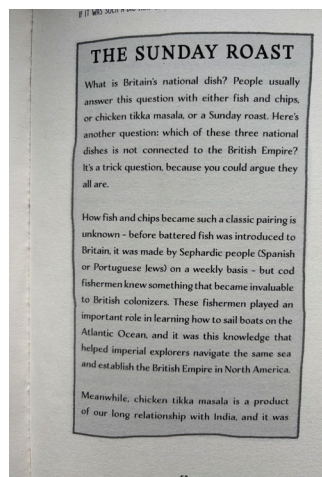 IF IT WAS SUCH A
THE SUNDAY ROAST
What is Britain's national dish? People usually
answer this question with either fish and chips,
or chicken tikka masala, or a Sunday roast. Here's
another question: which of these three national
dishes is not connected to the British Empire?
It's a trick question, because you could argue they
all are.
How fish and chips became such a classic pairing is
unknown – before battered fish was introduced to
Britain, it was made by Sephardic people (Spanish
or Portuguese Jews) on a weekly basis – but cod
fishermen knew something that became invaluable
to British colonizers. These fishermen played an
important role in learning how to sail boats on the
Atlantic Ocean, and it was this knowledge that
helped imperial explorers navigate the same sea
and establish the British Empire in North America.
Meanwhile, chicken tikka masala is a product
of our long relationship with India, and it was